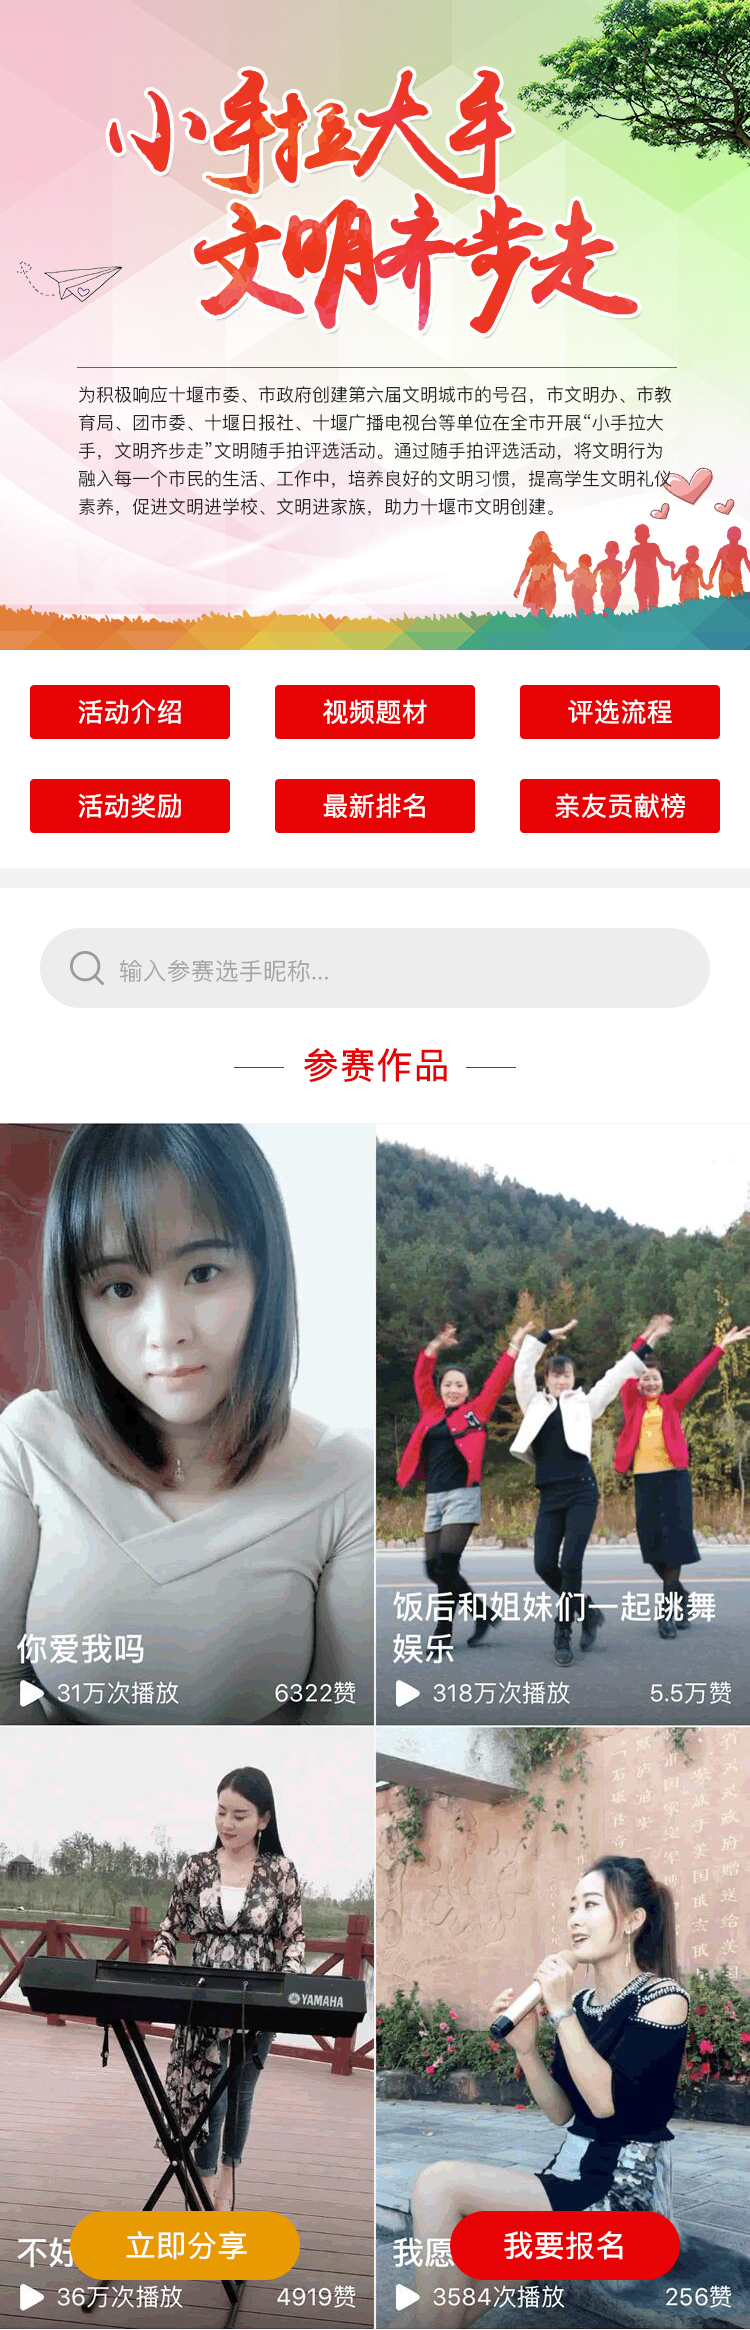 小手拉大手
文明齐步走
为积极响应十堰市委、市政府创建第六届文明城市的号召，市文明办、市教
育局、团市委、十堰日报社、十堰广播电视台等单位在全市开展“小手拉大
手，文明齐步走”文明随手拍评选活动。通过随手拍评选活动，将文明行为
融入每一个市民的生活、工作中，培养良好的文明习惯，提高学生文明礼仪
素养，促进文明进学校、文明进家族，助力十堰市文明创建。
活动介绍 视频题材 评选流程
活动奖励 最新排名 亲友贡献榜
输入参赛选手昵称...
参赛作品
你爱我吗
31万次播放 6322赞
饭后和姐妹们一起跳舞
娱乐
318万次播放 5.5万赞
YAMAHA
不好
立即分享
36万次播放 4919赞
我愿
我要报名
3584次播放 256赞